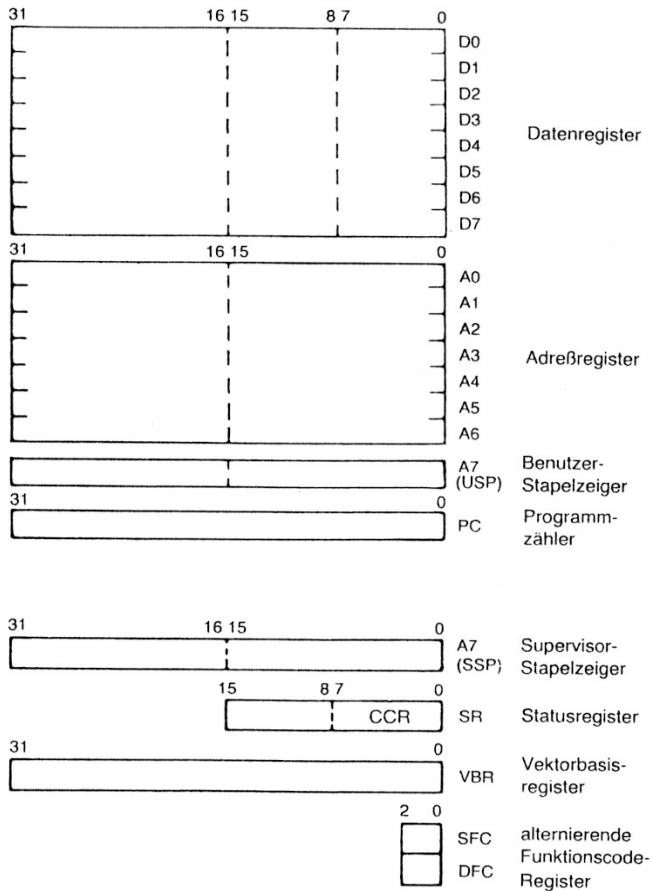 31 16 15 8 7 0
D0
D1
D2
D3
Datenregister
D4
D5
D6
D7
31 16 15 0
A0
A1
A2
A3
Adreßregister
A4
A5
A6
A7 Benutzer-
(USP) Stapelzeiger
31 0
PC Programm-
zähler
31 16 15 0
A7 Supervisor-
(SSP) Stapelzeiger
15 8 7 0
CCR SR Statusregister
31 0
VBR Vektorbasis-
register
2 0
SFC alternierende
Funktionscode-
DFC Register